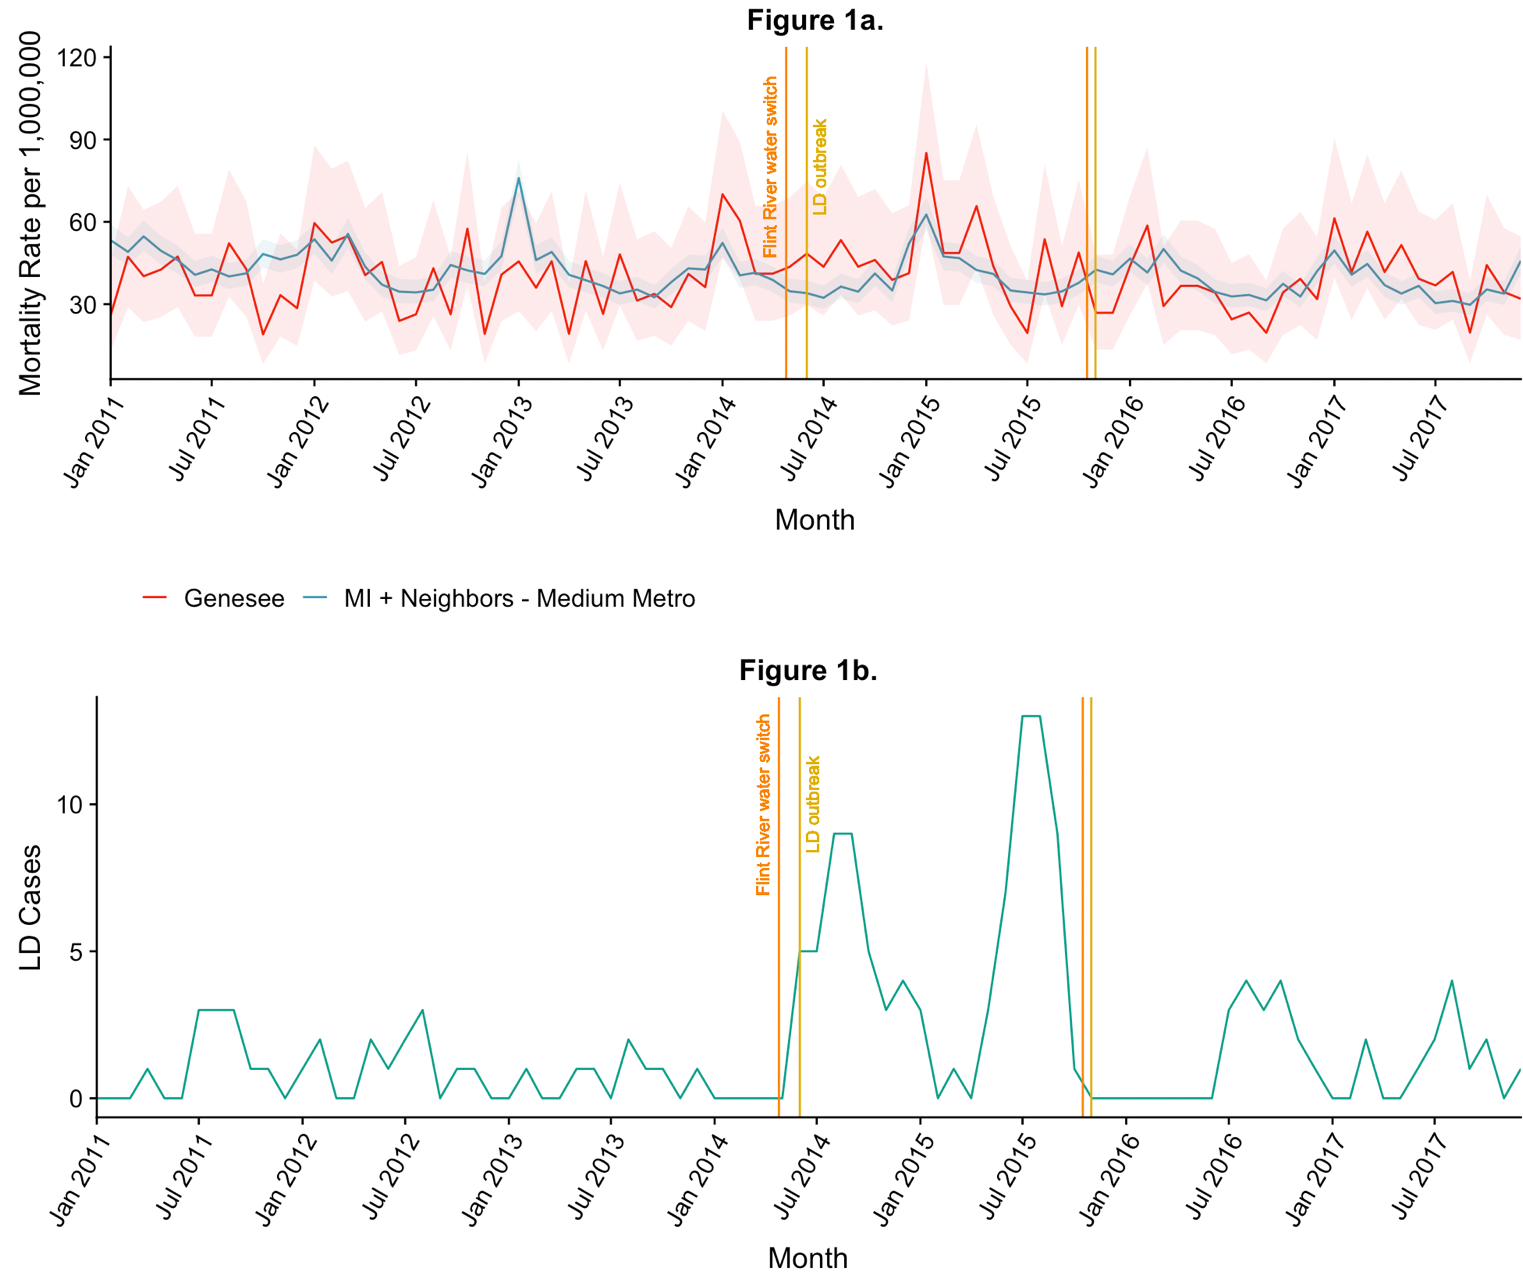 Figure 1a.
Mortality Rate per 1,000,000
120
90
60
30
Flint River water switch
LD outbreak
Jan 2011
Jul 2011
Jan 2012
Jul 2012
Jan 2013
Jul 2013
Jan 2014
Jul 2014
Jan 2015
Jul 2015
Jan 2016
Jul 2016
Jan 2017
Jul 2017
Month
Genesee
MI + Neighbors - Medium Metro
Figure 1b.
LD Cases
10
5
0
Flint River water switch
LD outbreak
Jan 2011
Jul 2011
Jan 2012
Jul 2012
Jan 2013
Jul 2013
Jan 2014
Jul 2014
Jan 2015
Jul 2015
Jan 2016
Jul 2016
Jan 2017
Jul 2017
Month